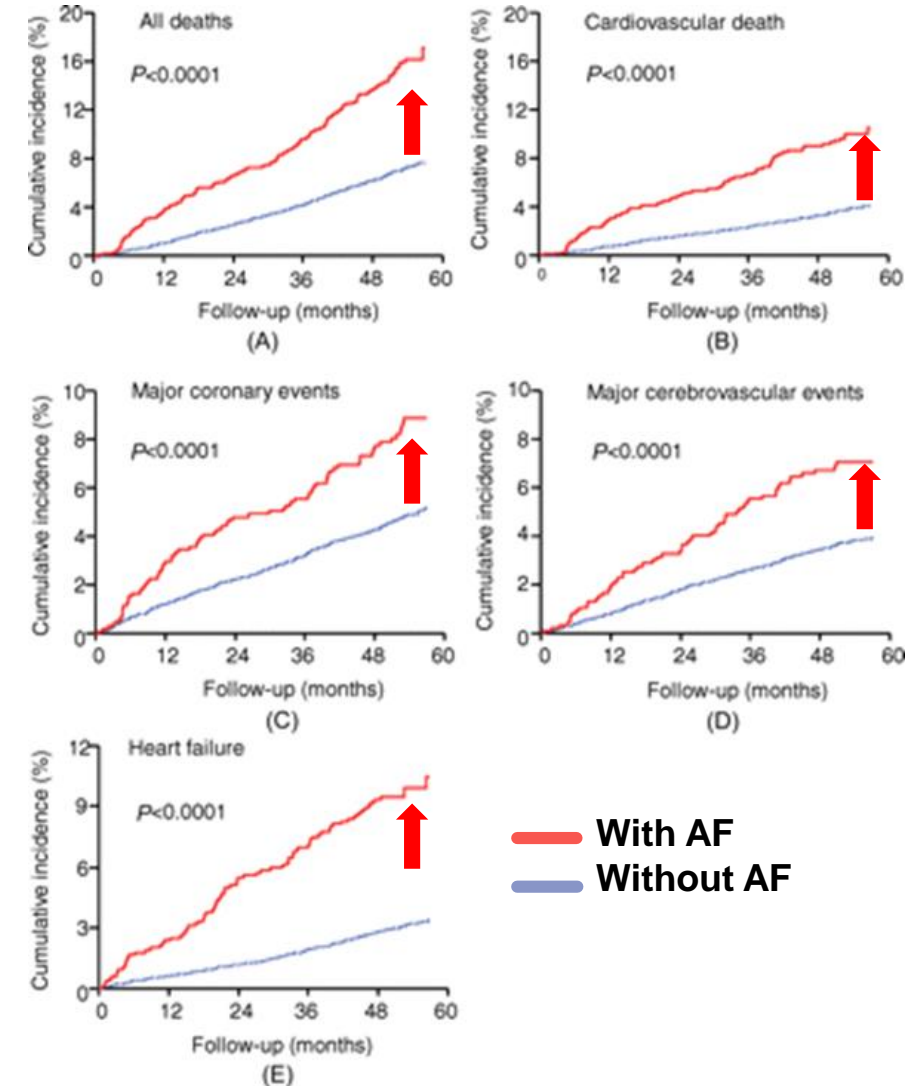 All deaths
P<0.0001
Cumulative incidence (%)
20
16
12
8
4
0
0 12 24 36 48 60
Follow-up (months)
(A)
Cardiovascular death
P<0.0001
Cumulative incidence (%)
20
16
12
8
4
0
0 12 24 36 48 60
Follow-up (months)
(B)
Major coronary events
P<0.0001
Cumulative incidence (%)
10
8
6
4
2
0
0 12 24 36 48 60
Follow-up (months)
(C)
Major cerebrovascular events
P<0.0001
Cumulative incidence (%)
10
8
6
4
2
0
0 12 24 36 48 60
Follow-up (months)
(D)
Heart failure
P<0.0001
Cumulative incidence (%)
12
9
6
3
0
0 12 24 36 48 60
Follow-up (months)
(E)
With AF
Without AF